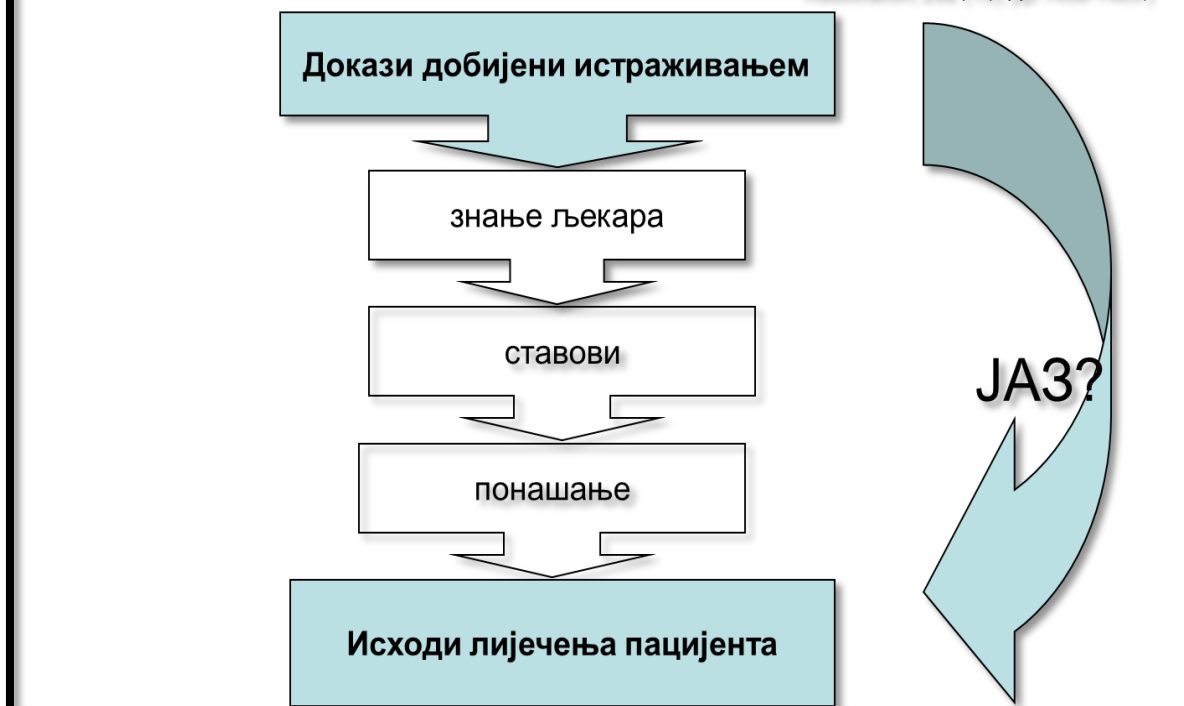 Докази добијени истраживањем
знање љекара
ставови
ЈАЗ?
понашање
Исходи лијечења пацијента